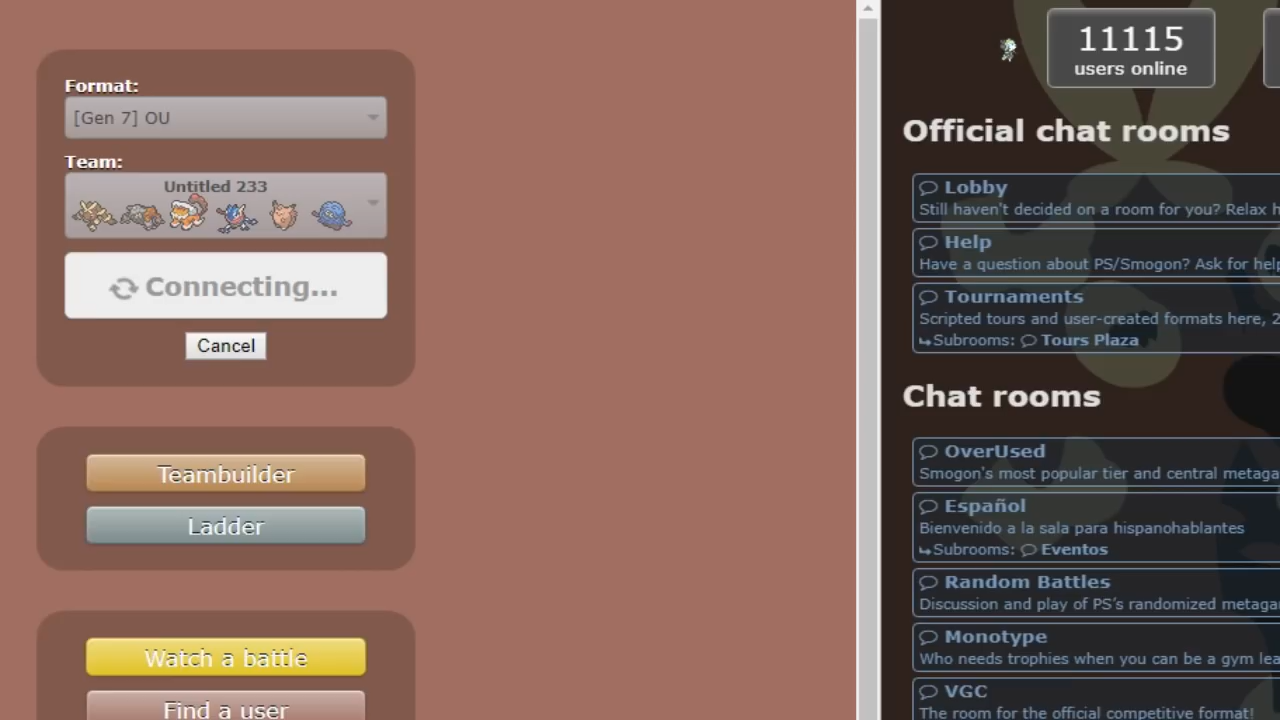 Format:
[Gen 7] OU
Team:
Untitled 233
Connecting...
Cancel
Teambuilder
Ladder
Watch a battle
Find a user
11115
users online
Official chat rooms
Lobby
Still haven't decided on a room for you? Relax h
Help
Have a question about PS/Smogon? Ask for help
Tournaments
Scripted tours and user-created formats here, 2
↳Subrooms: Tours Plaza
Chat rooms
OverUsed
Smogon's most popular tier and central metaga
Español
Bienvenido a la sala para hispanohablantes
↳Subrooms: Eventos
Random Battles
Discussion and play of PS's randomized metaga
Monotype
Who needs trophies when you can be a gym lea
VGC
The room for the official competitive format!